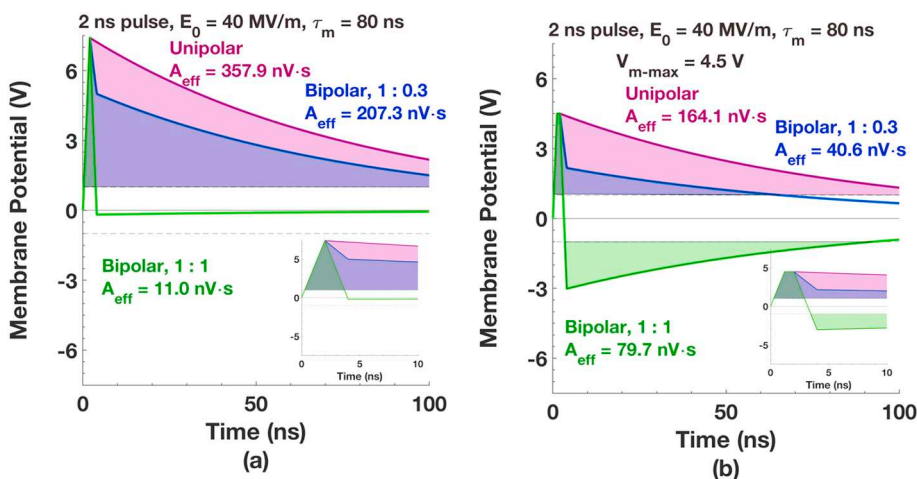 2 ns pulse, E0 = 40 MV/m, τm = 80 ns
Unipolar
Aeff = 357.9 nV·s
Bipolar, 1 : 0.3
Aeff = 207.3 nV·s
Bipolar, 1 : 1
Aeff = 11.0 nV·s
Membrane Potential (V)
6
3
0
-3
-6
0
50
100
Time (ns)
(a)
5
0
-5
0
5
10
Time (ns)
2 ns pulse, E0 = 40 MV/m, τm = 80 ns
Vm-max = 4.5 V
Unipolar
Aeff = 164.1 nV·s
Bipolar, 1 : 0.3
Aeff = 40.6 nV·s
Bipolar, 1 : 1
Aeff = 79.7 nV·s
Membrane Potential (V)
6
3
0
-3
-6
0
50
100
Time (ns)
(b)
5
0
-5
0
5
10
Time (ns)